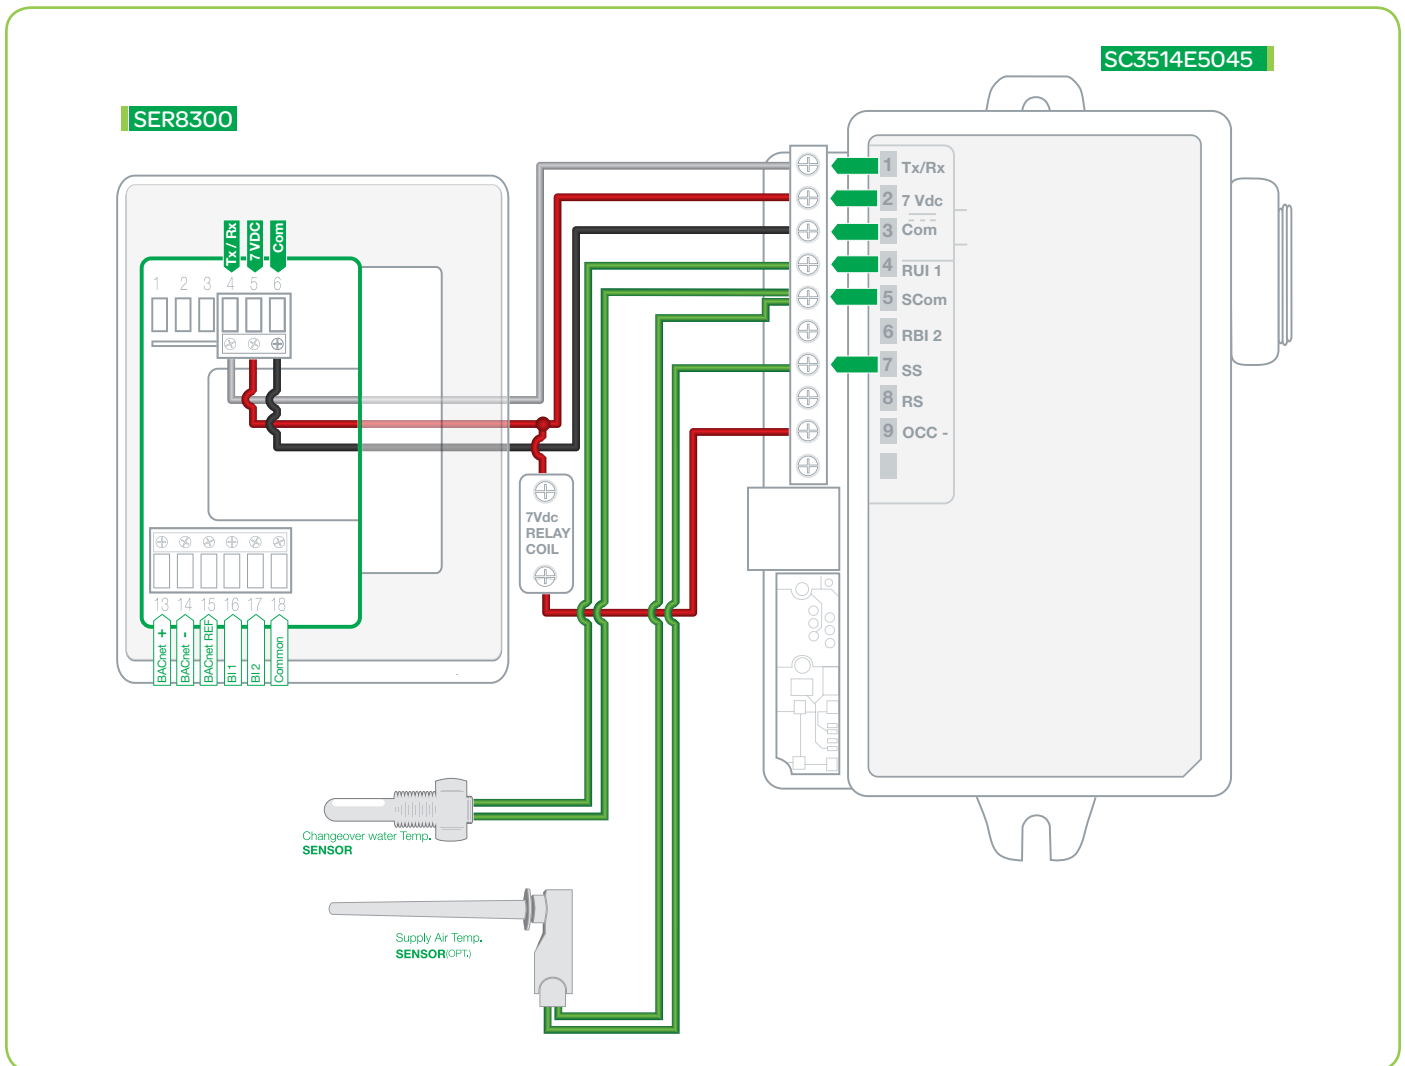 SC3514E5045
SER8300
Tx / Rx
7 VDC
Com
1 2 3 4 5 6
1 Tx/Rx
2 7 Vdc
3 Com
4 RUI 1
5 SCom
6 RBI 2
7 SS
8 RS
9 OCC -
7Vdc
RELAY
COIL
13 14 15 16 17 18
BACnet +
BACnet -
BACnet REF
BI 1
BI 2
Common
Changeover water Temp.
SENSOR
Supply Air Temp.
SENSOR(OPT.)